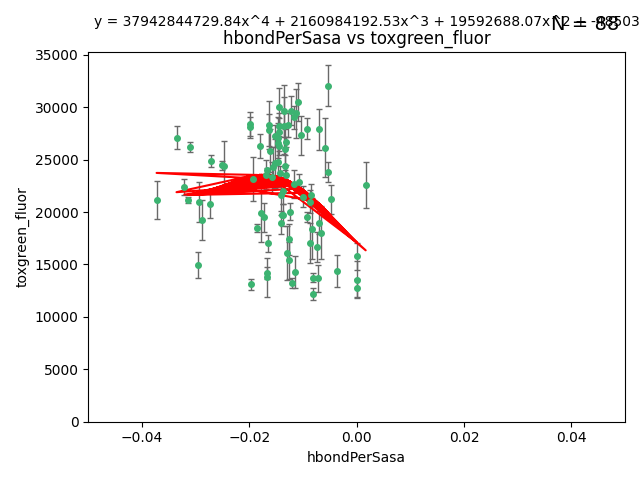 y = 37942844729.84x^4 + 2160984192.53x^3 + 19592688.07x^2 +
N = 88
hbondPerSasa vs toxgreen_fluor
35000
30000
25000
20000
15000
10000
5000
0
toxgreen_fluor
−0.04 −0.02 0.00 0.02 0.04
hbondPerSasa